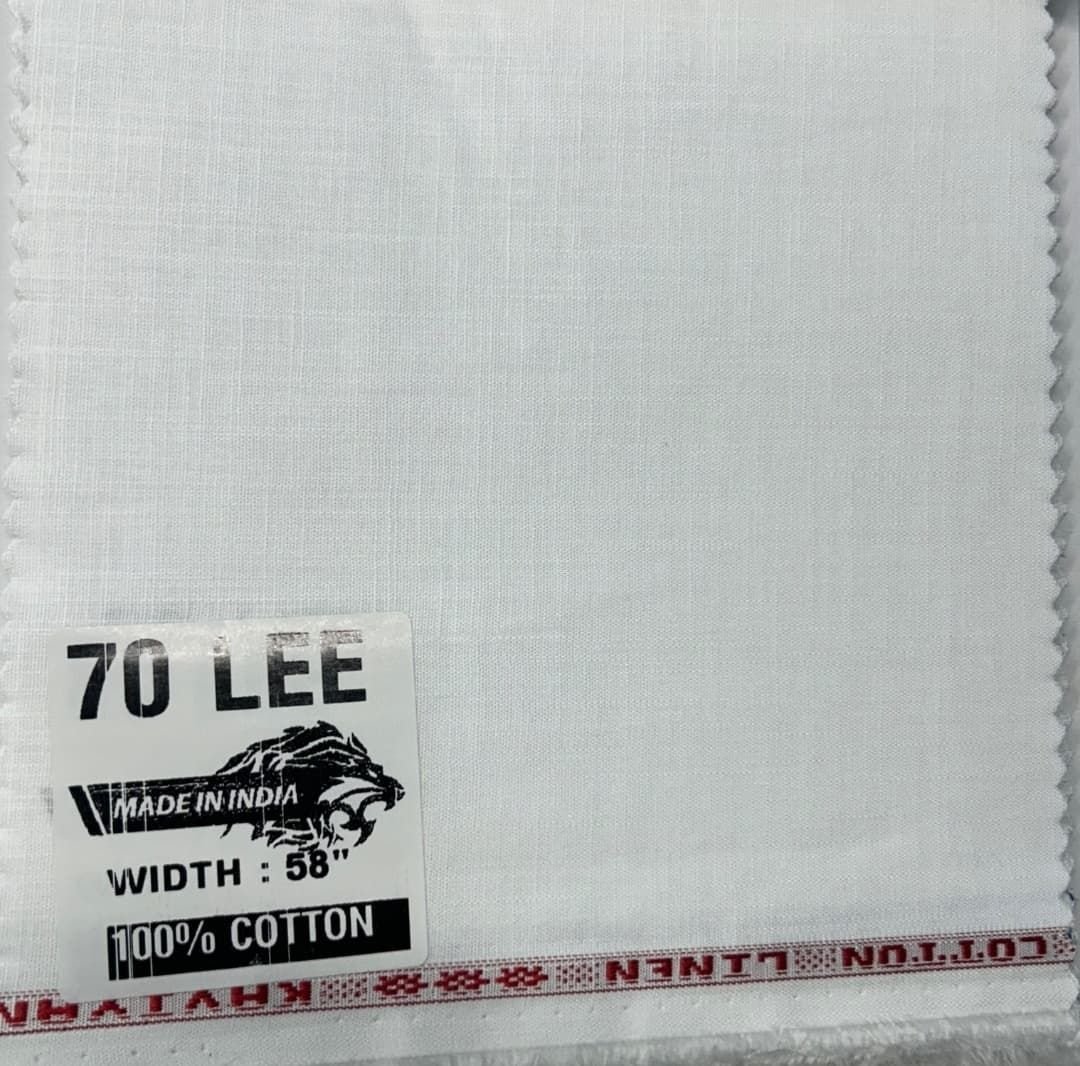 70 LEE
MADE IN INDIA
WIDTH : 58"
100% COTTON
COTTON LINEN